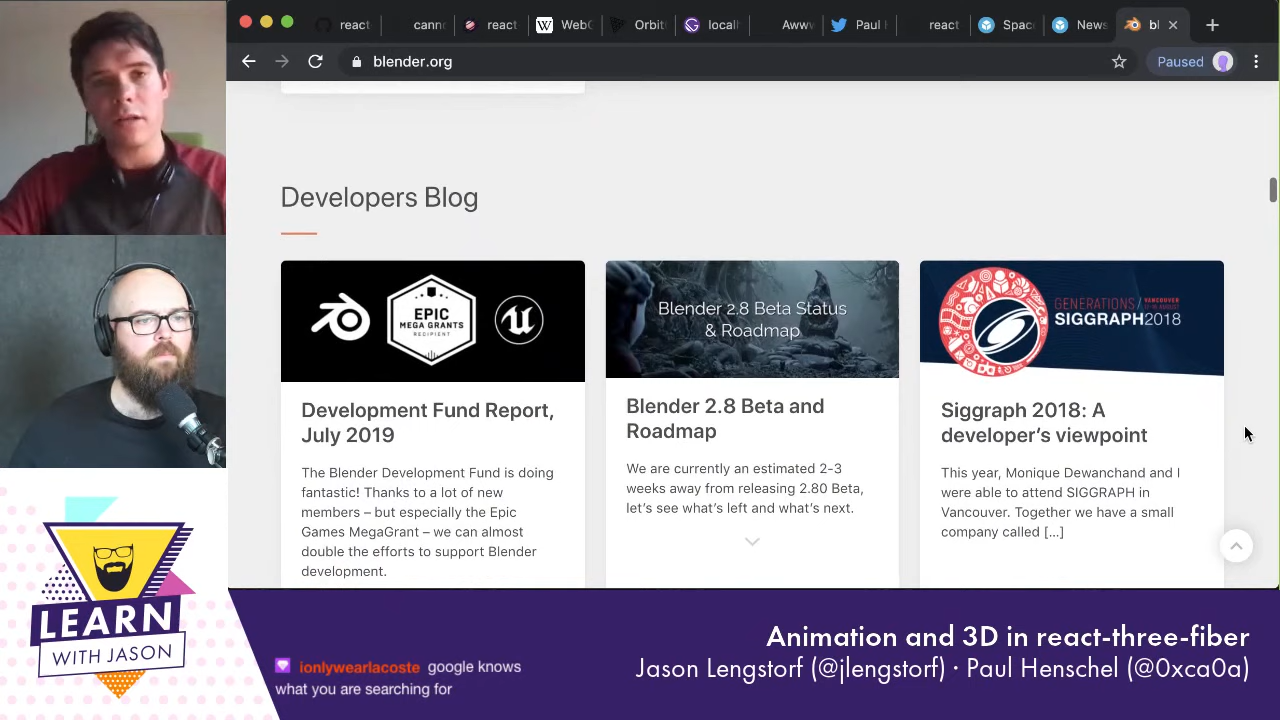 react
canno
react
WebG
Orbit
locall
Aww
Paul H
react
Spac
News
bl
blender.org
Paused
Developers Blog
EPIC
MEGA GRANTS
RECIPIENT
Blender 2.8 Beta Status
& Roadmap
GENERATIONS / VANCOUVER
SIGGRAPH2018
Development Fund Report,
July 2019
The Blender Development Fund is doing
fantastic! Thanks to a lot of new
members – but especially the Epic
Games MegaGrant – we can almost
double the efforts to support Blender
development.
Blender 2.8 Beta and
Roadmap
We are currently an estimated 2-3
weeks away from releasing 2.80 Beta,
let’s see what’s left and what’s next.
Siggraph 2018: A
developer’s viewpoint
This year, Monique Dewanchand and I
were able to attend SIGGRAPH in
Vancouver. Together we have a small
company called [...]
LEARN
WITH JASON
ionlywearlacoste google knows
what you are searching for
Animation and 3D in react-three-fiber
Jason Lengstorf (@jlengstorf) · Paul Henschel (@0xca0a)